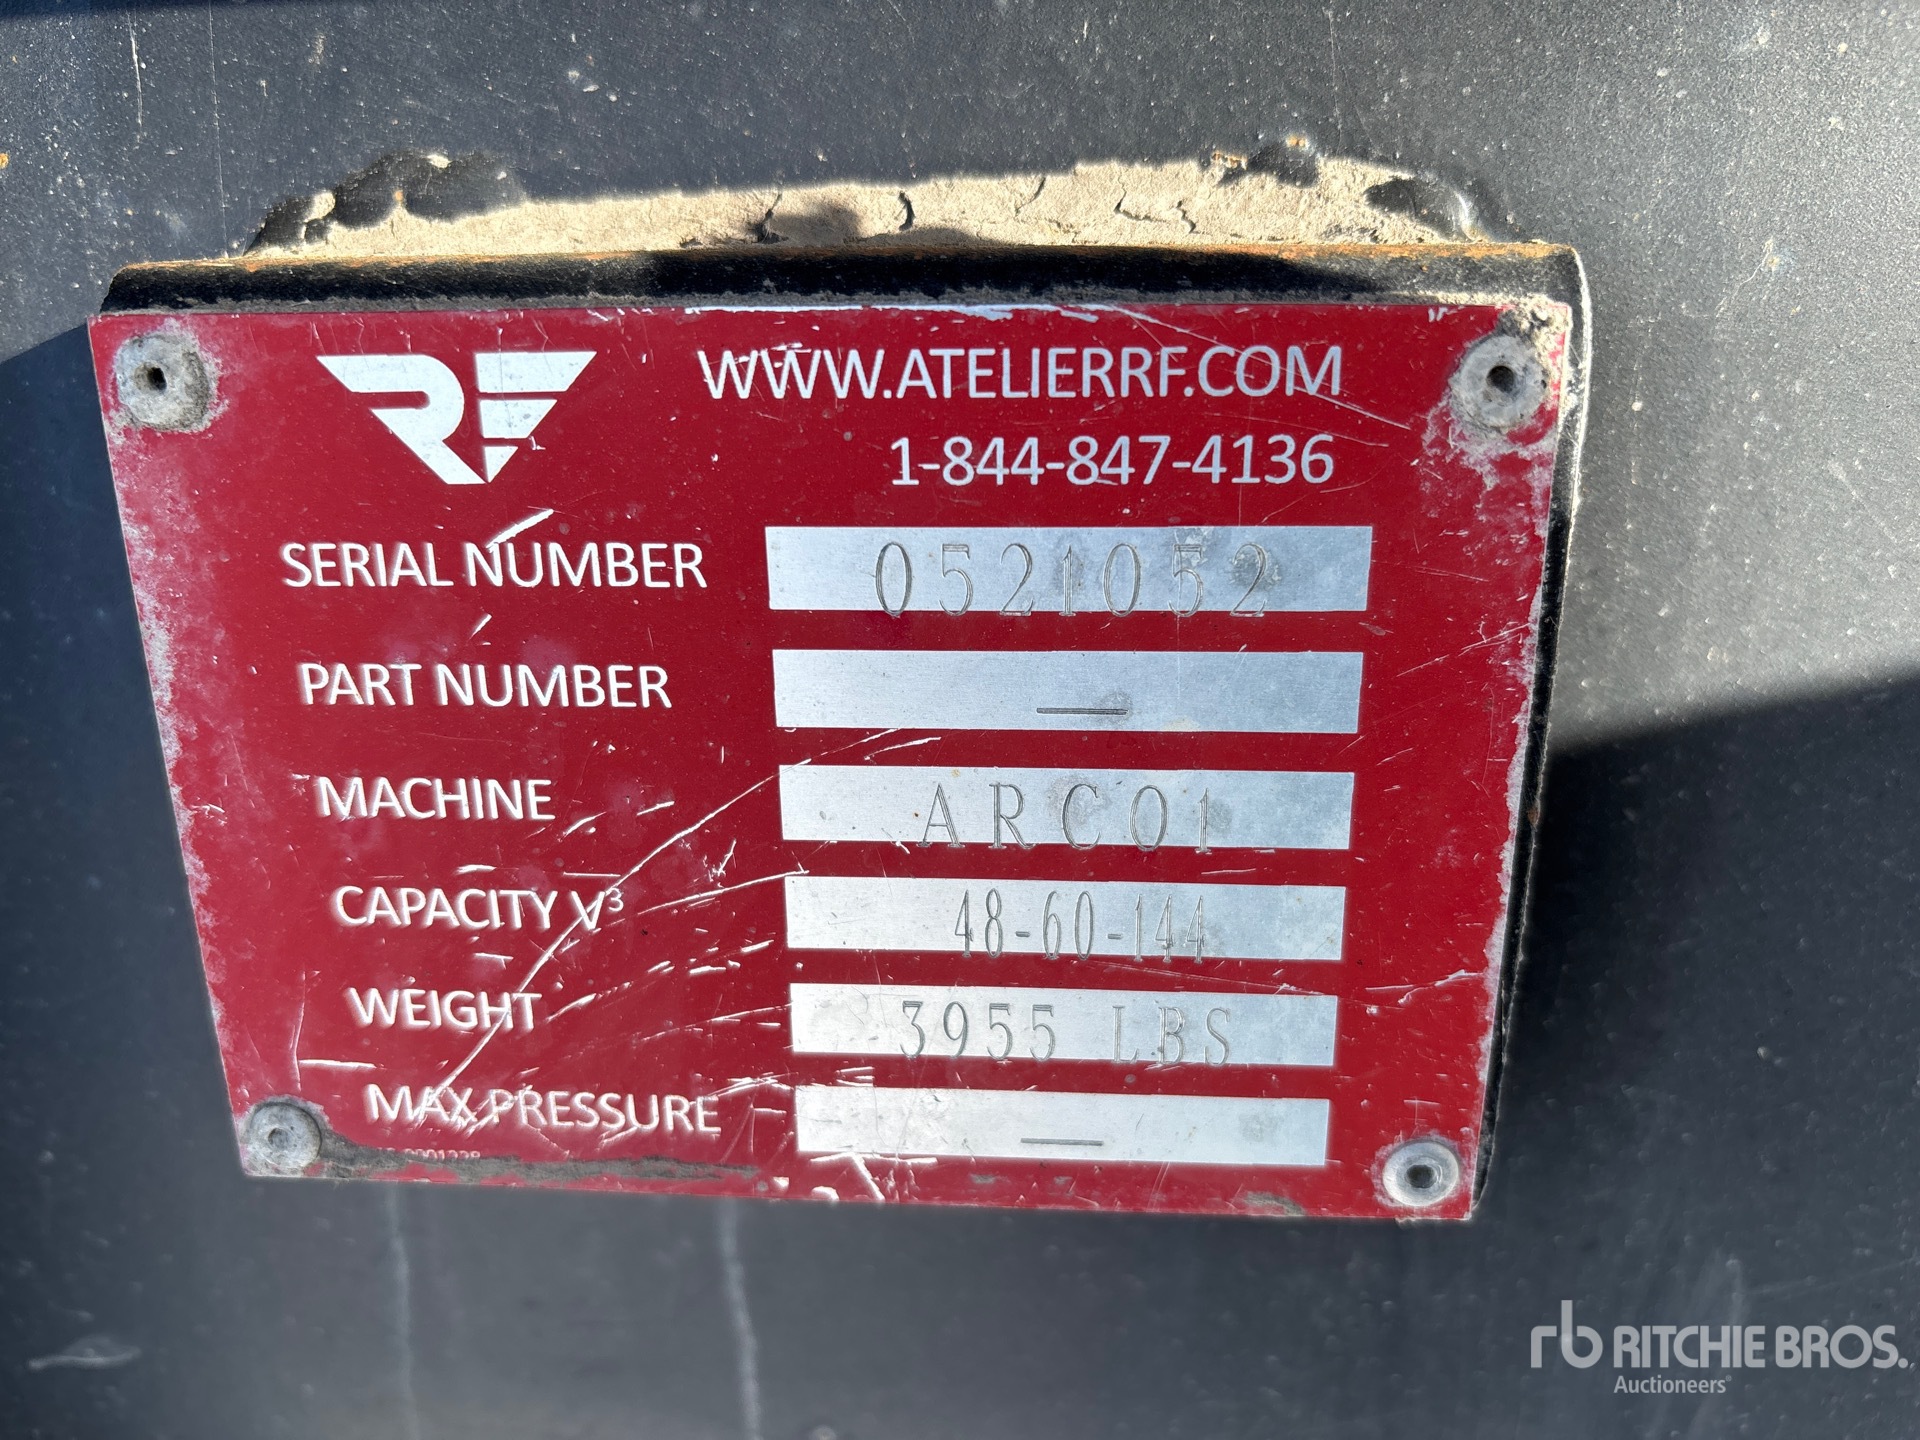 RF WWW.ATELIERRF.COM
1-844-847-4136
SERIAL NUMBER 0521052
PART NUMBER —
MACHINE ARC01
CAPACITY V³ 48-60-144
WEIGHT 3955 LBS
MAX PRESSURE —
rb RITCHIE BROS.
Auctioneers